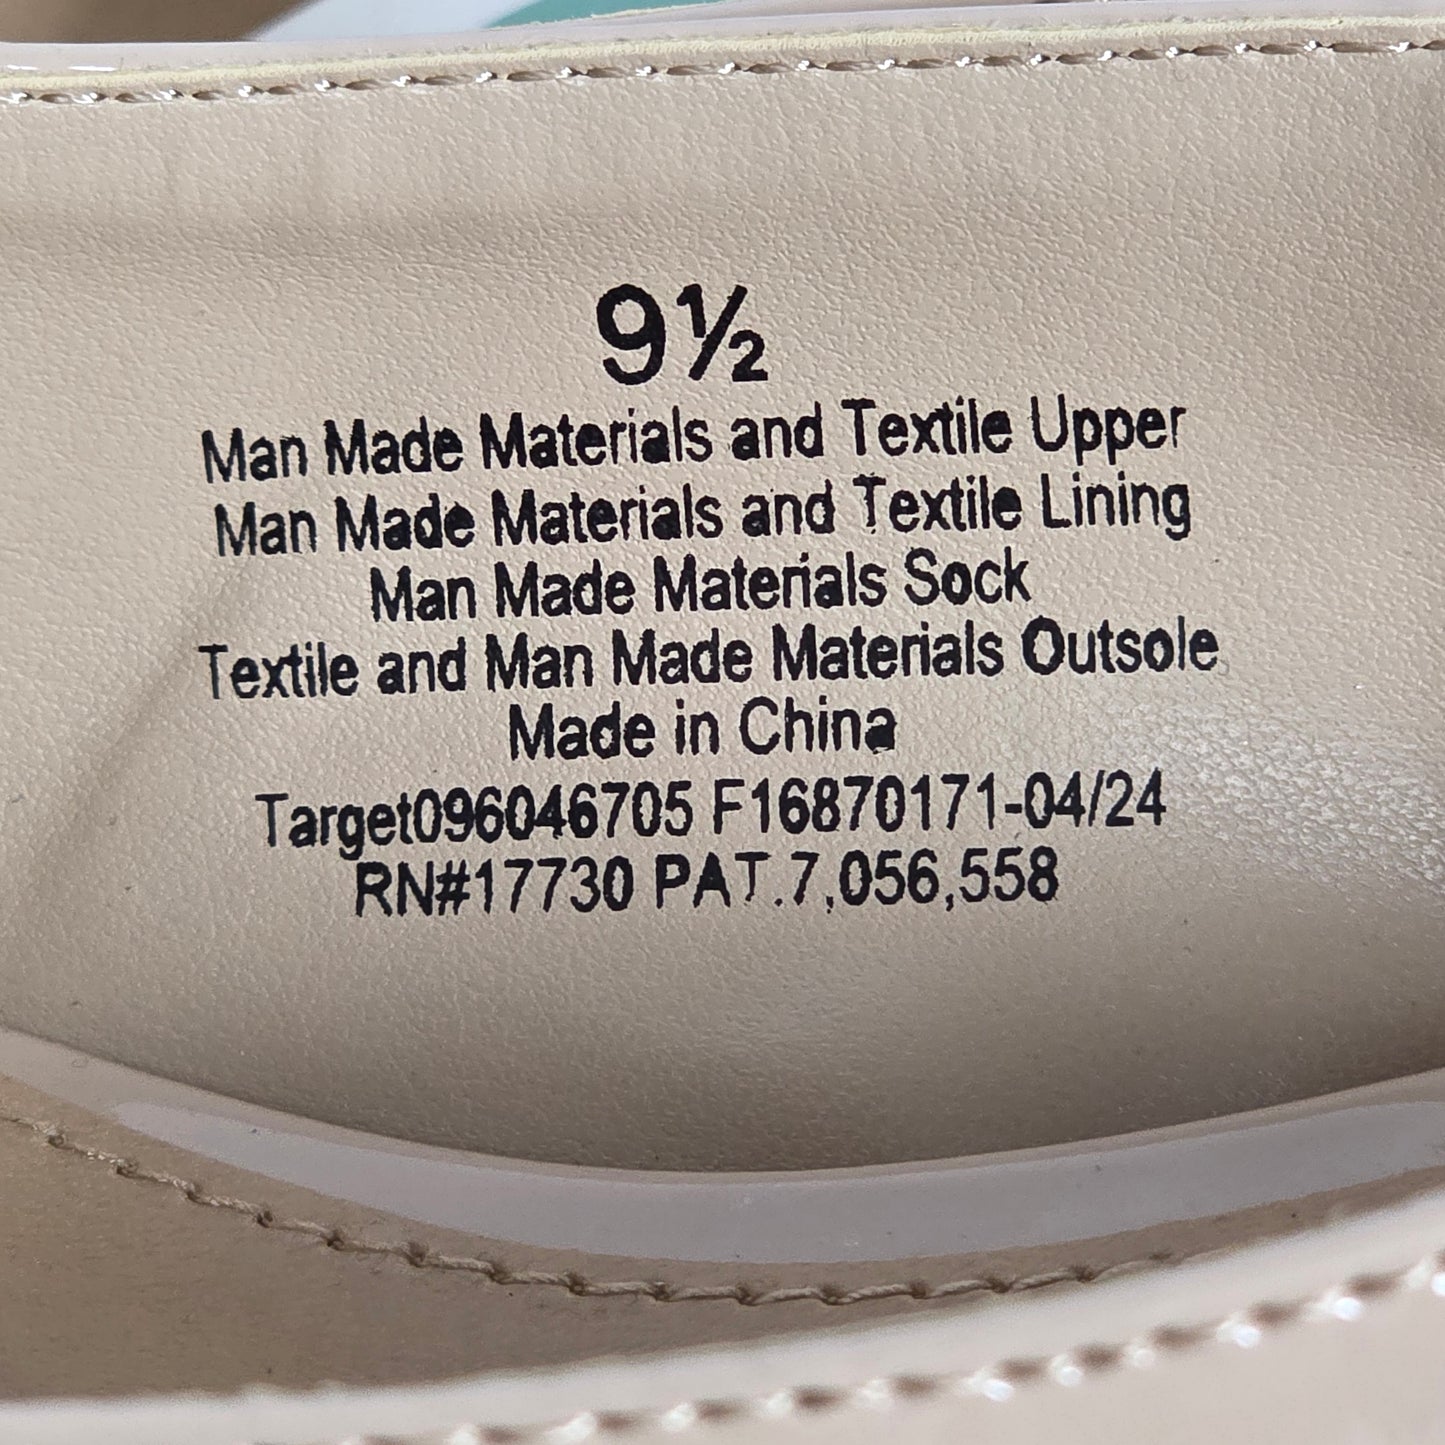 9½
Man Made Materials and Textile Upper
Man Made Materials and Textile Lining
Man Made Materials Sock
Textile and Man Made Materials Outsole
Made in China
Target096046705 F16870171-04/24
RN#17730 PAT.7,056,558